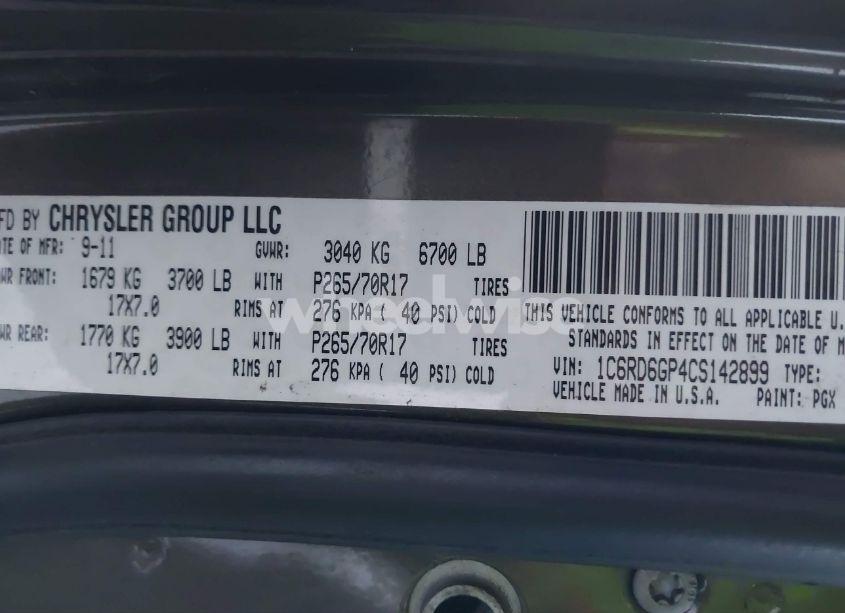 FD BY CHRYSLER GROUP LLC
ATE OF MFR: 9-11 GVWR: 3040 KG 6700 LB
WR FRONT: 1679 KG 3700 LB WITH P265/70R17 TIRES
17X7.0 RIMS AT 276 KPA ( 40 PSI) COLD
WR REAR: 1770 KG 3900 LB WITH P265/70R17 TIRES
17X7.0 RIMS AT 276 KPA ( 40 PSI) COLD
THIS VEHICLE CONFORMS TO ALL APPLICABLE U.
STANDARDS IN EFFECT ON THE DATE OF M
VIN: 1C6RD6GP4CS142899 TYPE:
VEHICLE MADE IN U.S.A. PAINT: PGX
wheelwise